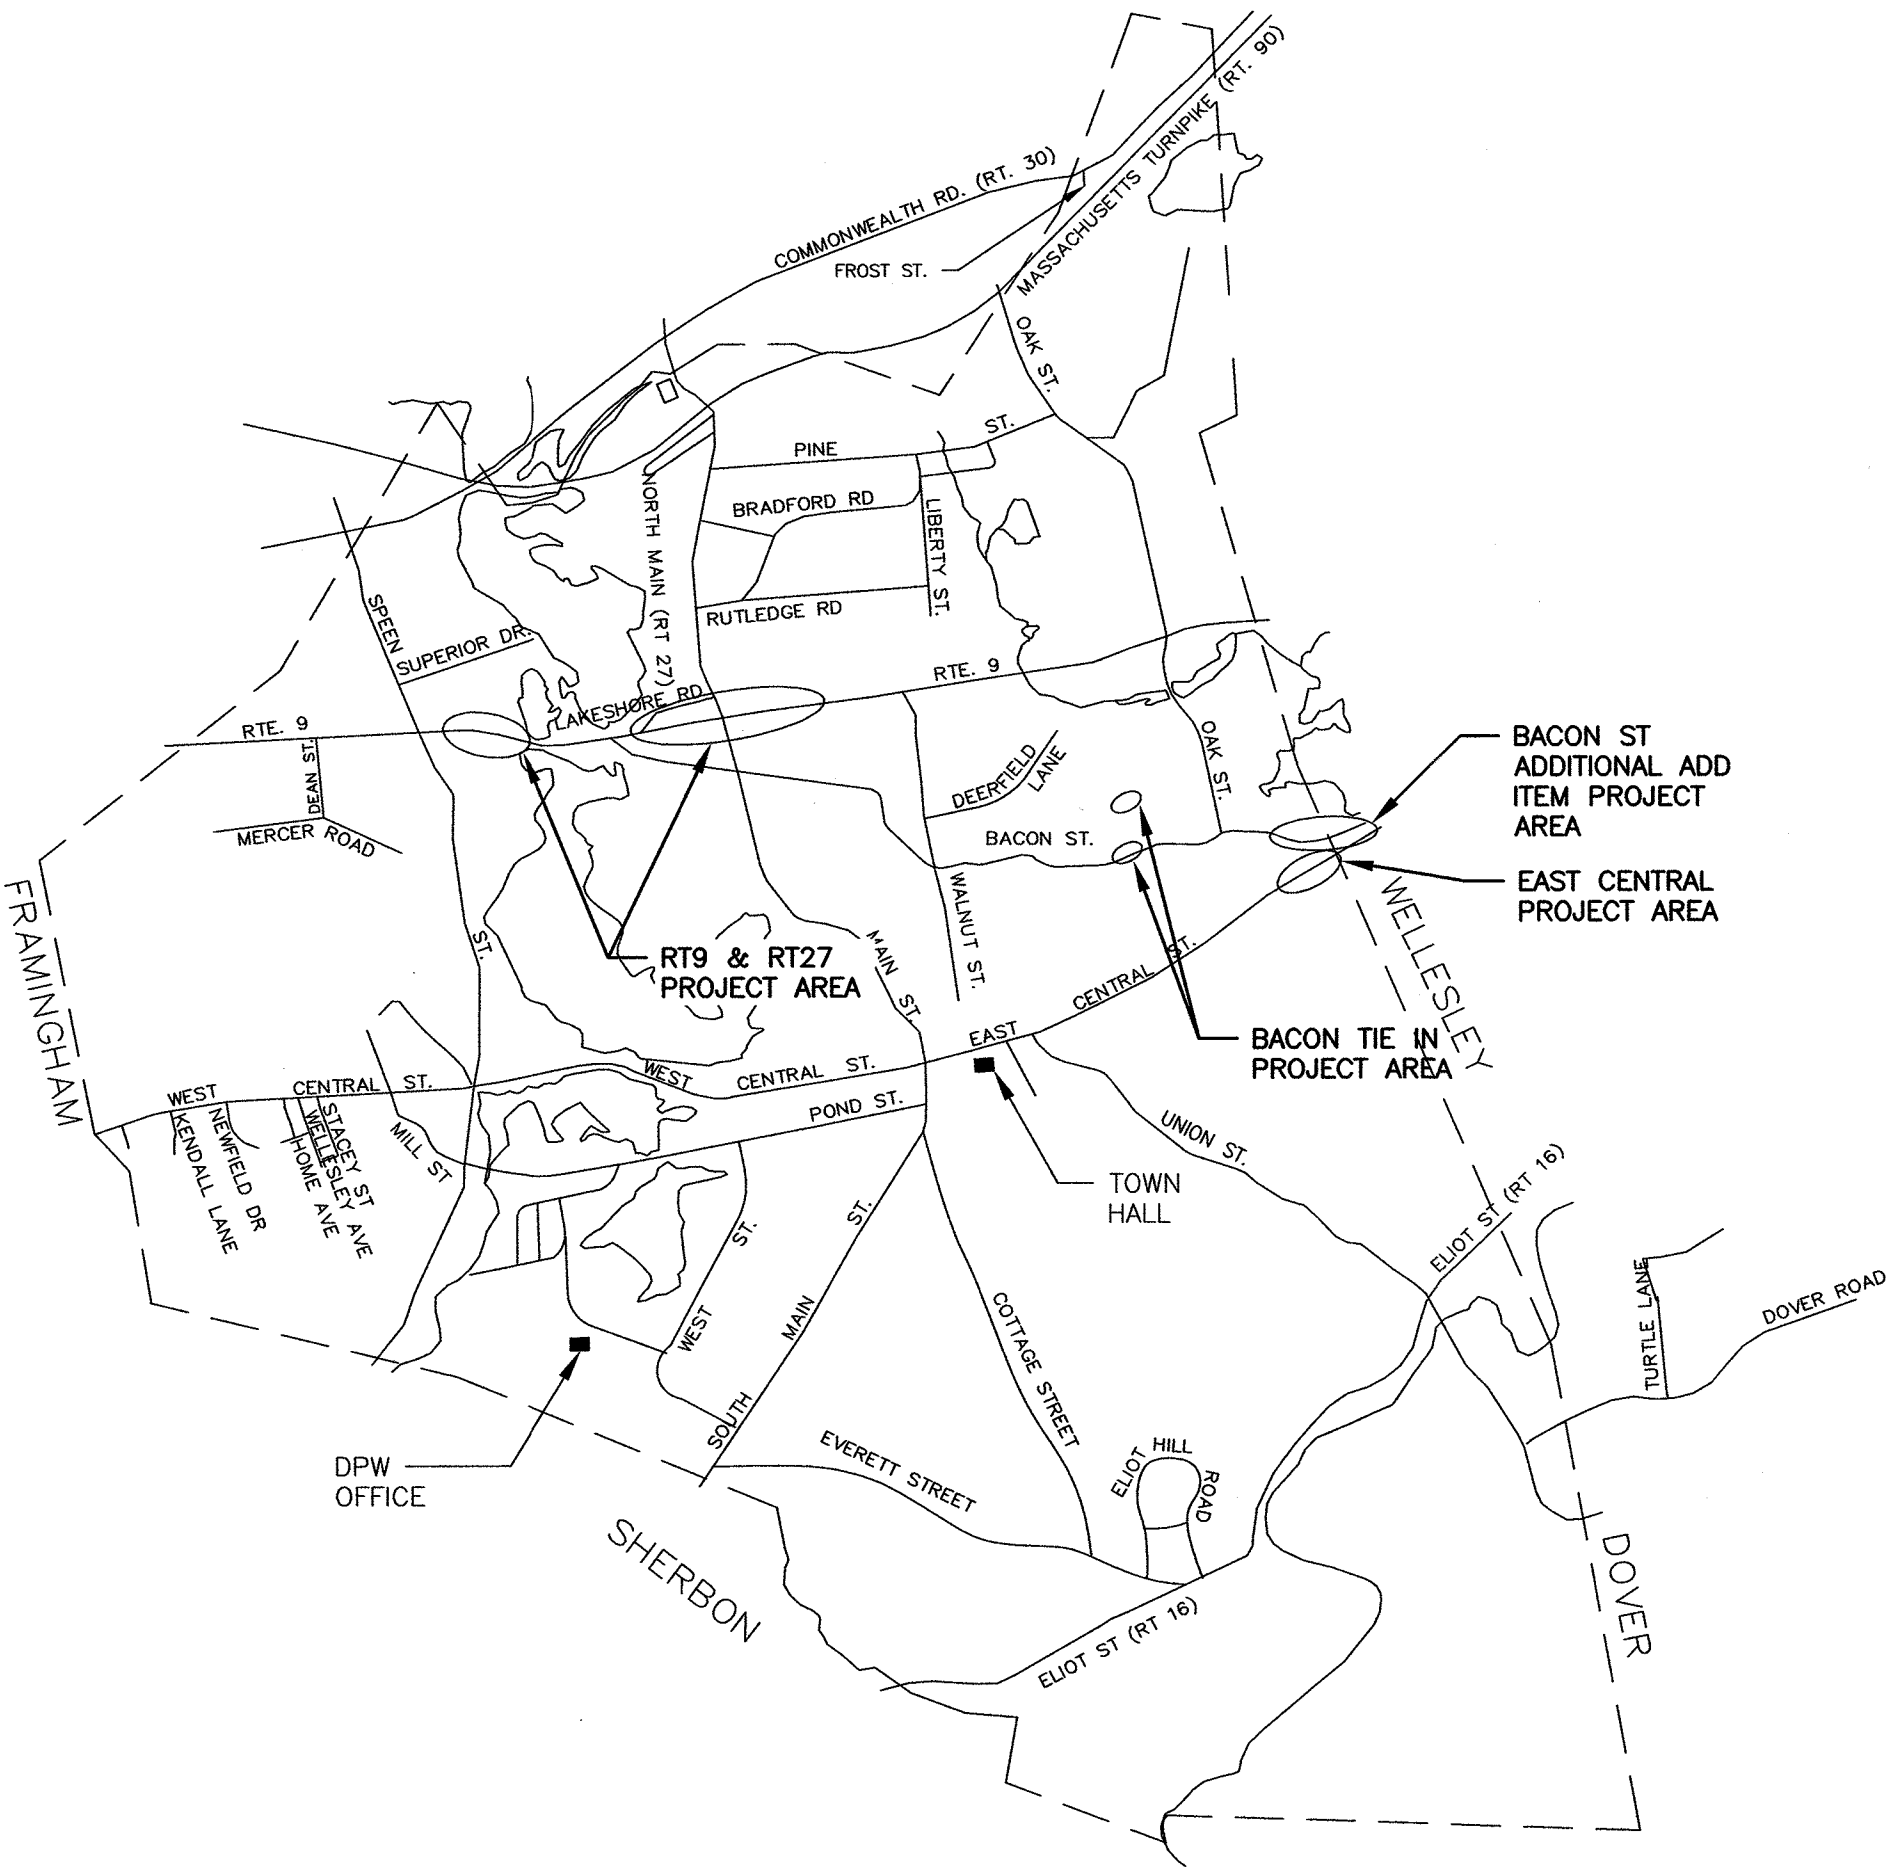 MASSACHUSETTS TURNPIKE (RT. 90)
COMMONWEALTH RD. (RT. 30)
FROST ST.
OAK ST.
PINE ST.
BRADFORD RD
LIBERTY ST.
NORTH MAIN (RT 27)
RUTLEDGE RD
SPEEN ST.
SUPERIOR DR.
RTE. 9
LAKESHORE RD
RTE. 9
DEAN ST.
MERCER ROAD
DEERFIELD
LANE
OAK ST.
BACON ST.
BACON ST
ADDITIONAL ADD
ITEM PROJECT
AREA
EAST CENTRAL
PROJECT AREA
WELLESLEY
FRAMINGHAM
WALNUT ST.
MAIN ST.
RT9 & RT27
PROJECT AREA
EAST CENTRAL ST.
BACON TIE IN
PROJECT AREA
WEST CENTRAL ST.
WEST CENTRAL ST.
POND ST.
MILL ST
KENDALL LANE
NEWFIELD DR
HOME AVE
WELLESLEY AVE
STACEY ST
UNION ST.
TOWN
HALL
ELIOT ST (RT 16)
TURTLE LANE
DOVER ROAD
WEST ST.
SOUTH MAIN ST.
COTTAGE STREET
DPW
OFFICE
EVERETT STREET
ELIOT HILL ROAD
SHERBON
ELIOT ST (RT 16)
DOVER